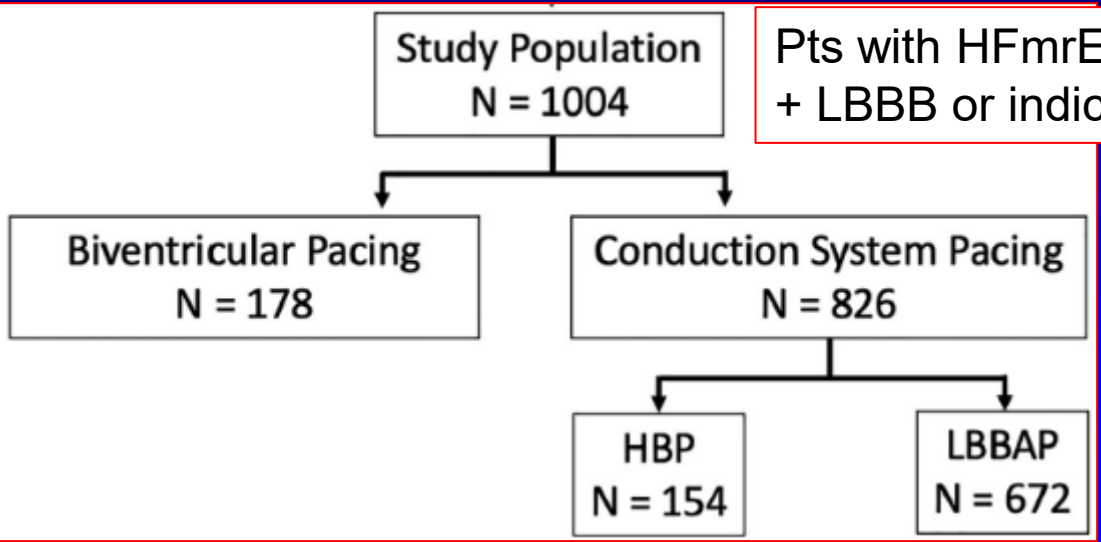 Study Population
N = 1004
Pts with HFmrE
+ LBBB or indic
Biventricular Pacing
N = 178
Conduction System Pacing
N = 826
HBP
N = 154
LBBAP
N = 672